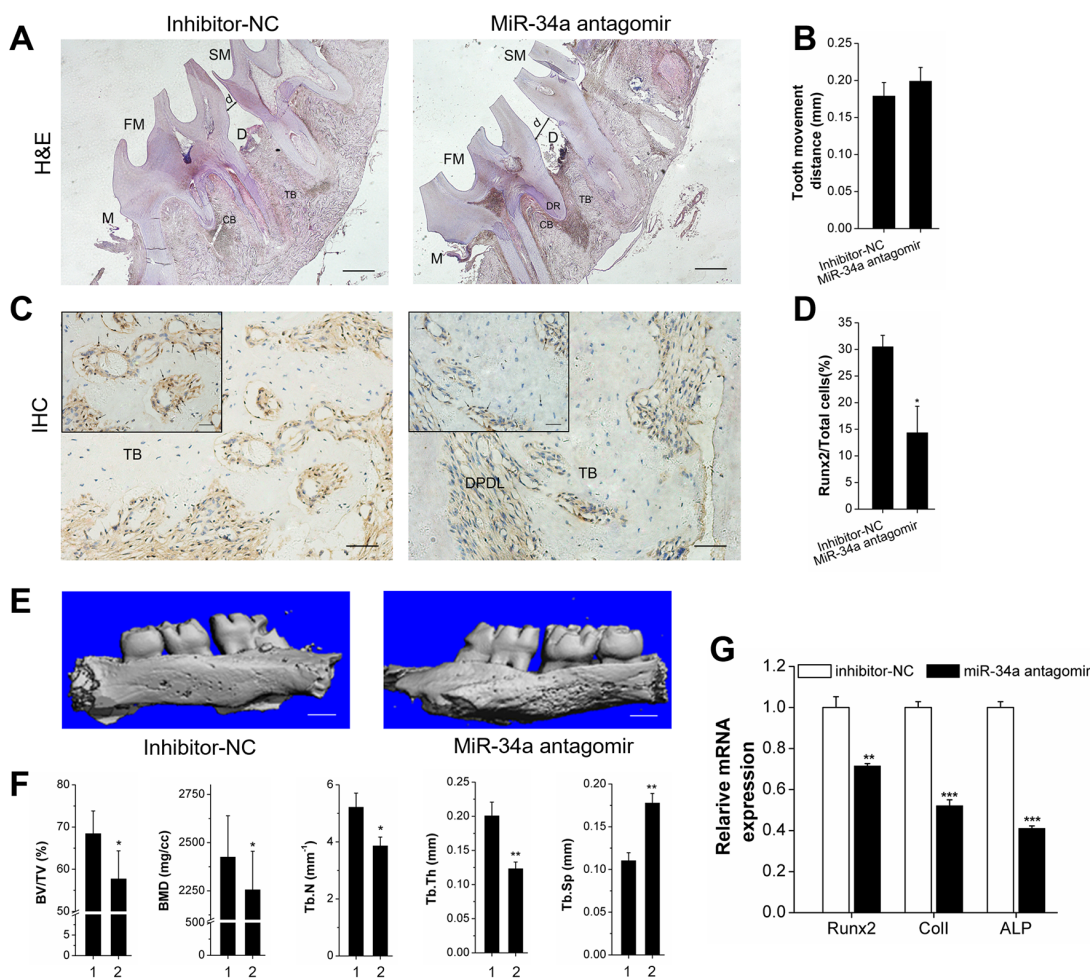 Inhibitor-NC
MiR-34a antagomir
A
H&E
SM
FM
d
D
M
TB
CB
SM
FM
d
D
M
DR
CB
TB
B
Tooth movement
distance (mm)
0.25
0.20
0.15
0.10
0.05
0.00
Inhibitor-NC
MiR-34a antagomir
C
IHC
TB
DPDL
TB
D
Runx2/Total cells(%)
35
30
25
20
15
10
5
0
*
Inhibitor-NC
MiR-34a antagomir
E
Inhibitor-NC
MiR-34a antagomir
F
BV/TV (%)
80
70
60
50
5
0
*
1 2
BMD (mg/cc)
2750
2500
2250
500
0
*
1 2
Tb.N (mm-1)
6
5
4
3
2
1
0
*
1 2
Tb.Th (mm)
0.25
0.20
0.15
0.10
0.05
0.00
**
1 2
Tb.Sp (mm)
0.20
0.15
0.10
0.05
0.00
**
1 2
G
inhibitor-NC
miR-34a antagomir
Relarive mRNA
expression
1.2
1.0
0.8
0.6
0.4
0.2
0.0
**
***
***
Runx2 ColI ALP